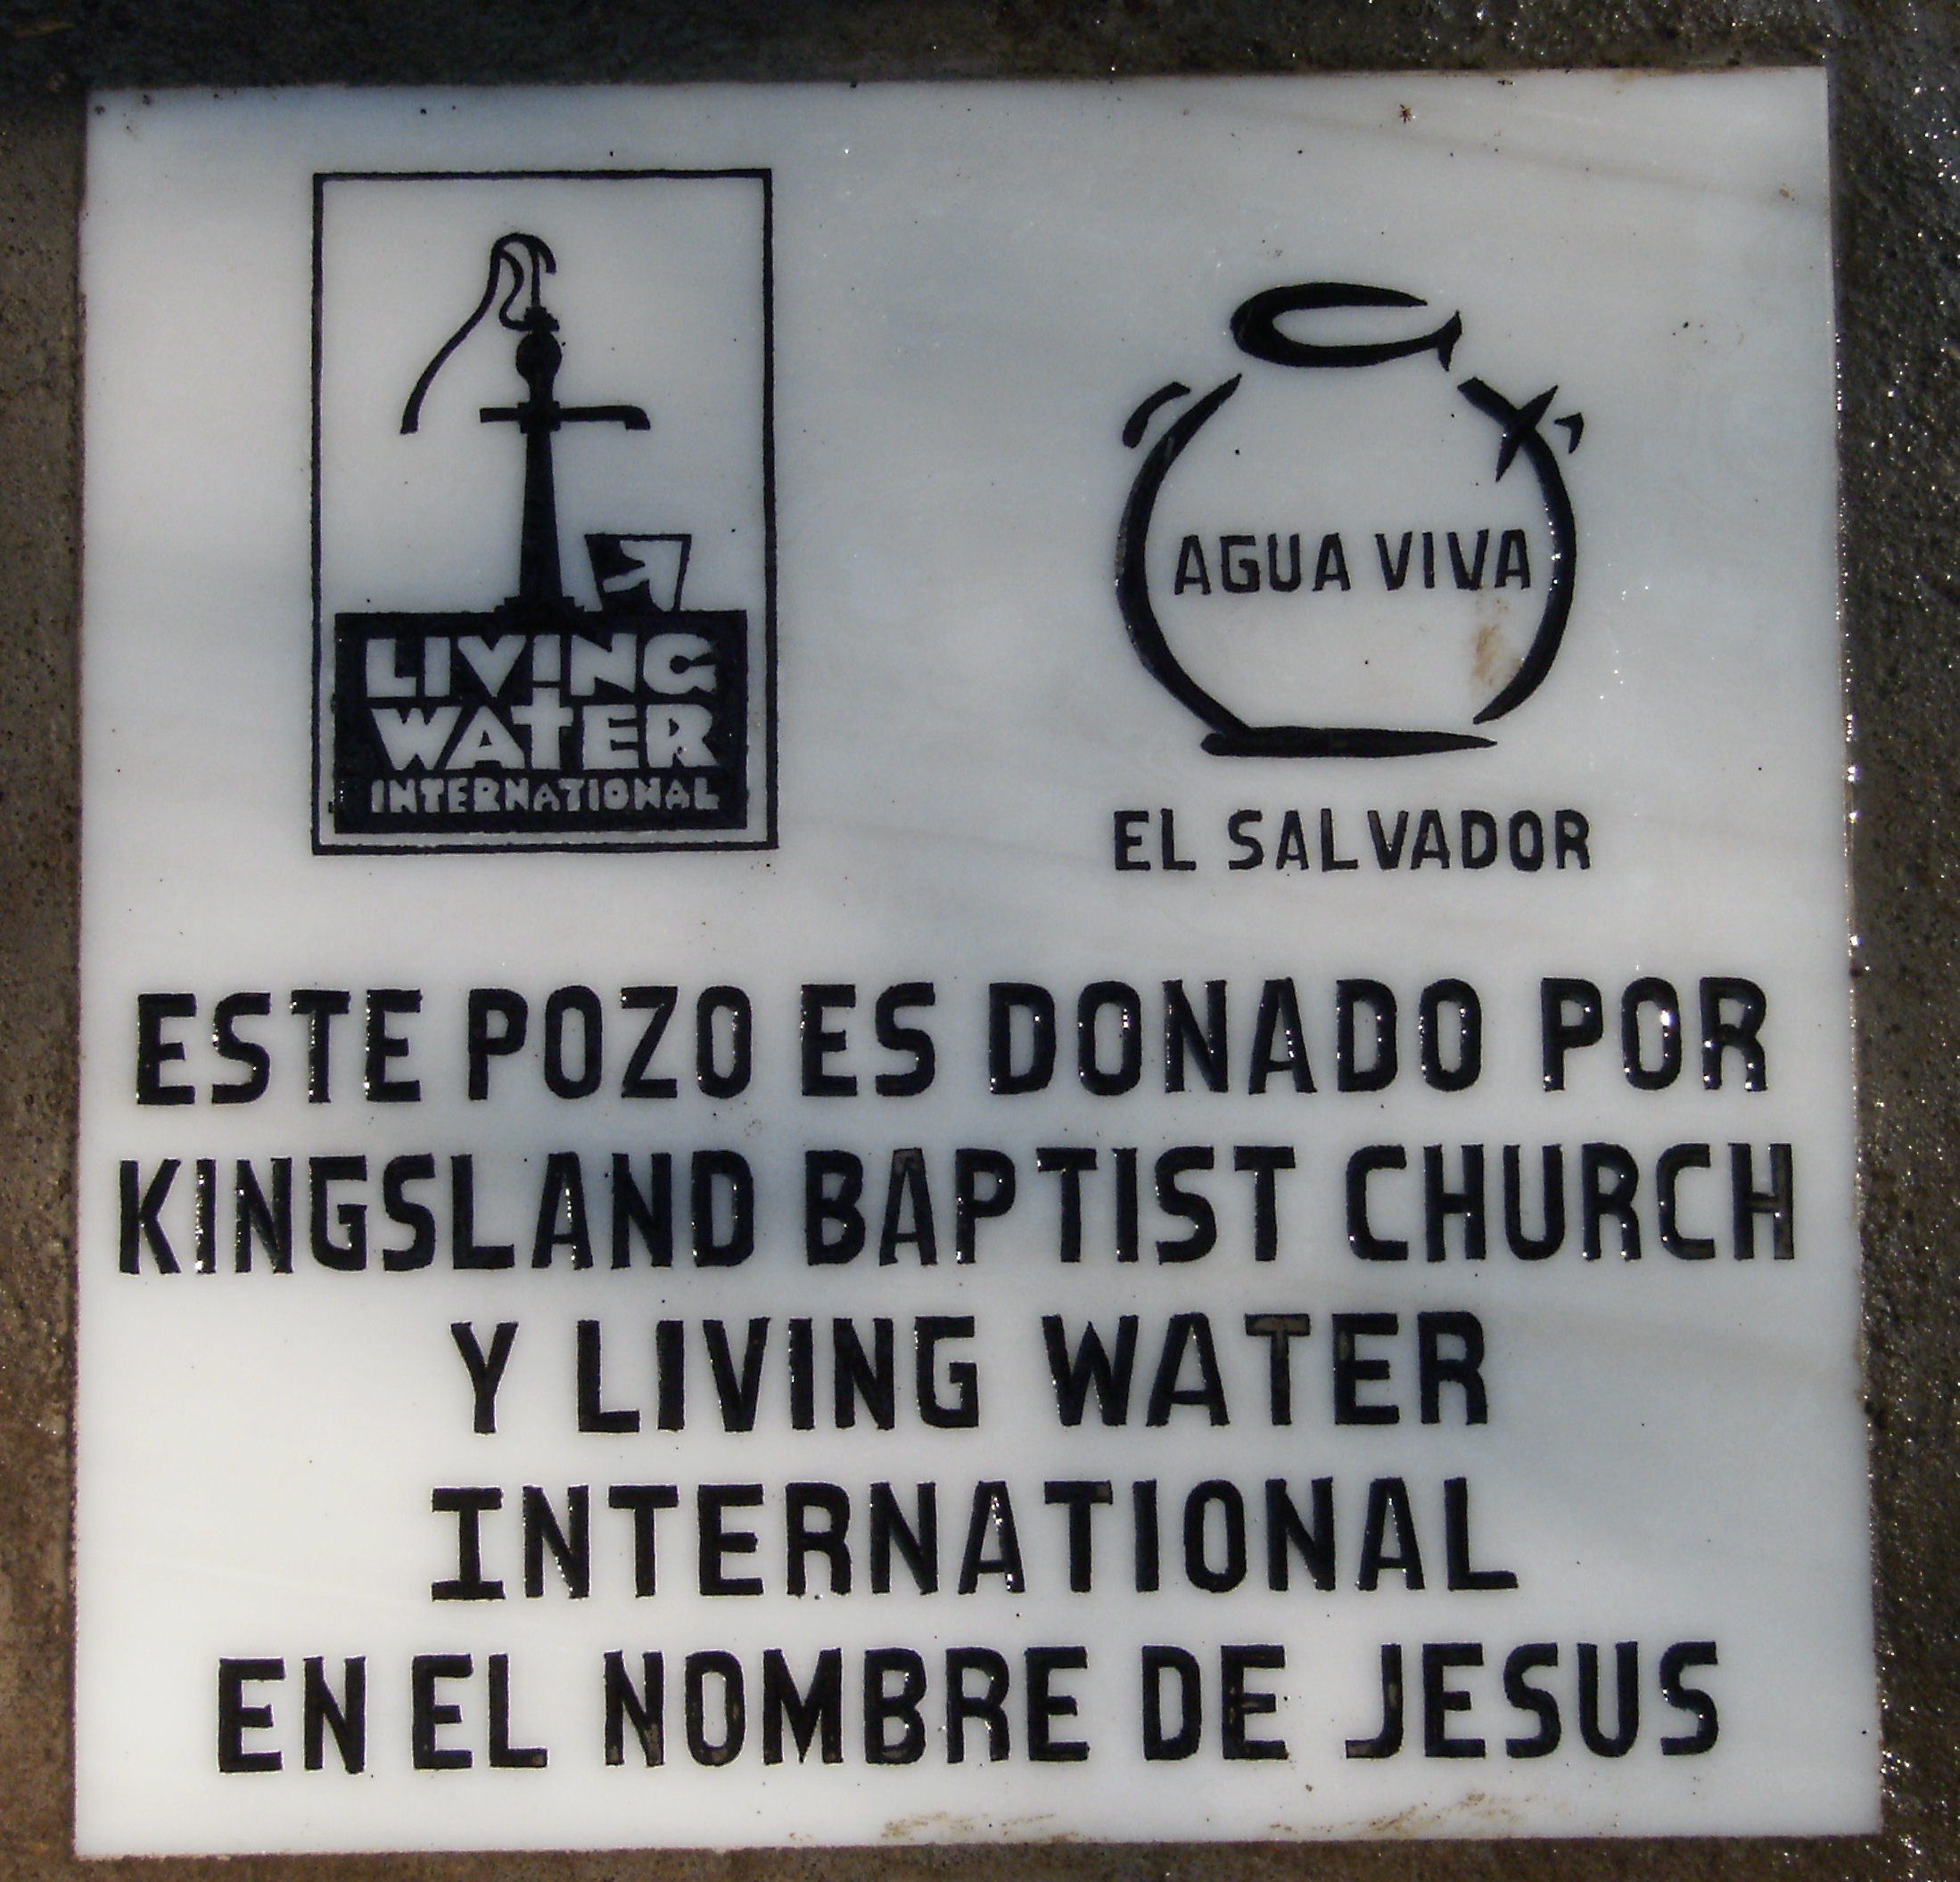 LIVING
WATER
INTERNATIONAL
AGUA VIVA
EL SALVADOR
ESTE POZO ES DONADO POR
KINGSLAND BAPTIST CHURCH
Y LIVING WATER
INTERNATIONAL
EN EL NOMBRE DE JESUS